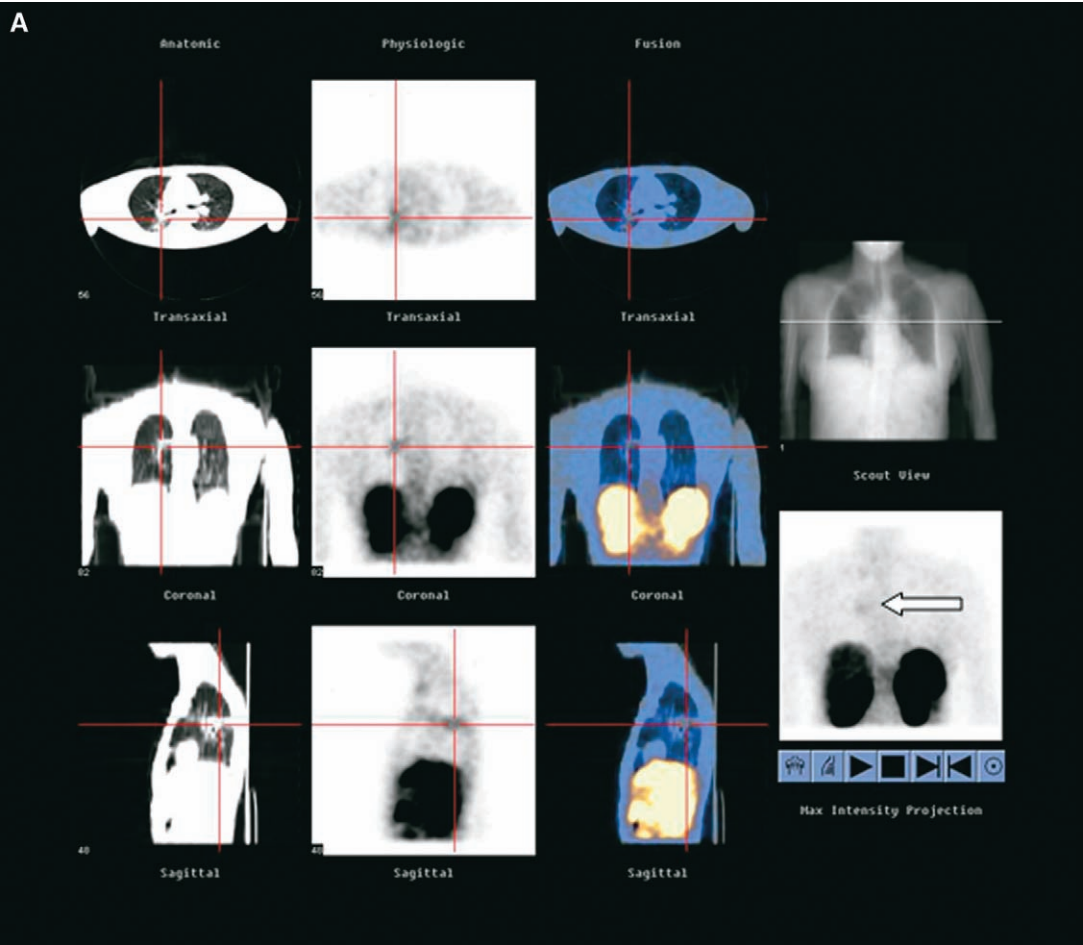 A
Anatomic Physiologic Fusion
56 56
Transaxial Transaxial Transaxial
82 82
Coronal Coronal Coronal
1
Scout View
48 48
Sagittal Sagittal Sagittal
Max Intensity Projection